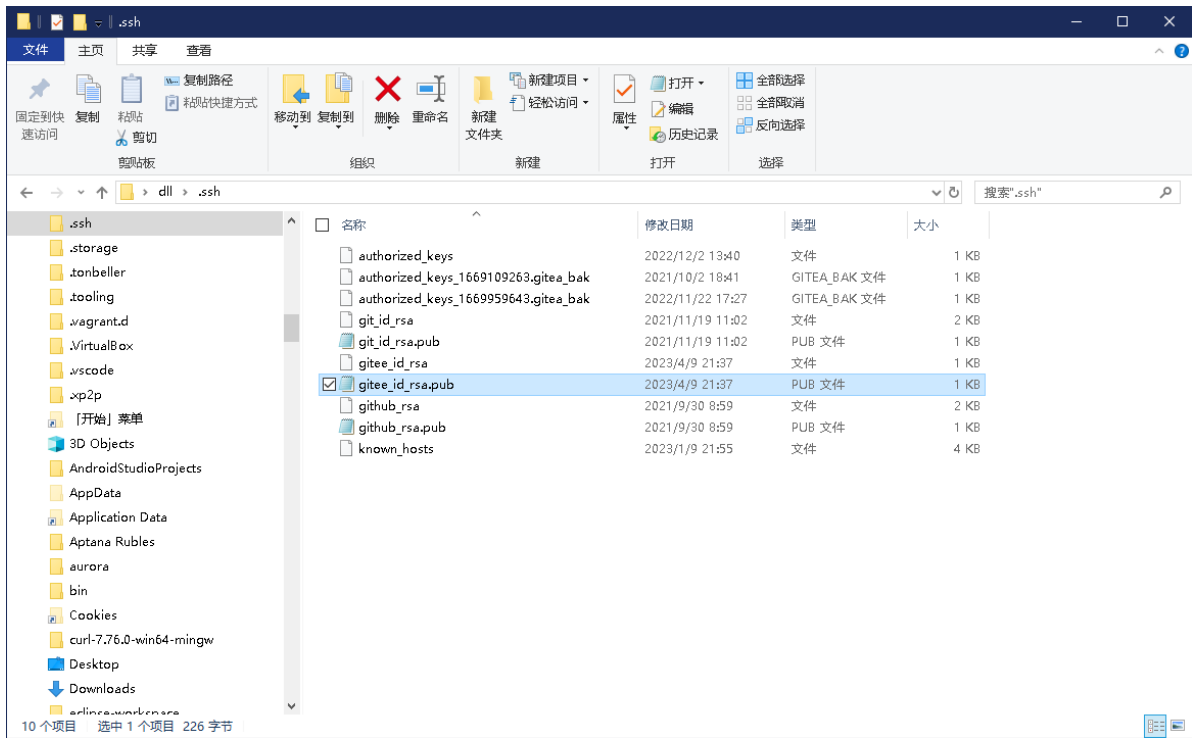 .ssh
文件 主页 共享 查看
固定到快速访问 复制 粘贴 复制路径 粘贴快捷方式 剪切 移动到 复制到 删除 重命名 新建文件夹 新建项目 轻松访问 属性 打开 编辑 历史记录 全部选择 全部取消 反向选择
剪贴板 组织 新建 打开 选择
dll .ssh 搜索".ssh"
.ssh
.storage
.tonbeller
.tooling
.vagrant.d
.VirtualBox
.vscode
.xp2p
「开始」菜单
3D Objects
AndroidStudioProjects
AppData
Application Data
Aptana Rubles
aurora
bin
Cookies
curl-7.76.0-win64-mingw
Desktop
Downloads
eclipse-workspace
名称 修改日期 类型 大小
authorized_keys 2022/12/2 13:40 文件 1 KB
authorized_keys_1669109263.gitea_bak 2021/10/2 18:41 GITEA_BAK 文件 1 KB
authorized_keys_1669959643.gitea_bak 2022/11/22 17:27 GITEA_BAK 文件 1 KB
git_id_rsa 2021/11/19 11:02 文件 2 KB
git_id_rsa.pub 2021/11/19 11:02 PUB 文件 1 KB
gitee_id_rsa 2023/4/9 21:37 文件 1 KB
gitee_id_rsa.pub 2023/4/9 21:37 PUB 文件 1 KB
github_rsa 2021/9/30 8:59 文件 2 KB
github_rsa.pub 2021/9/30 8:59 PUB 文件 1 KB
known_hosts 2023/1/9 21:55 文件 4 KB
10 个项目 选中 1 个项目 226 字节